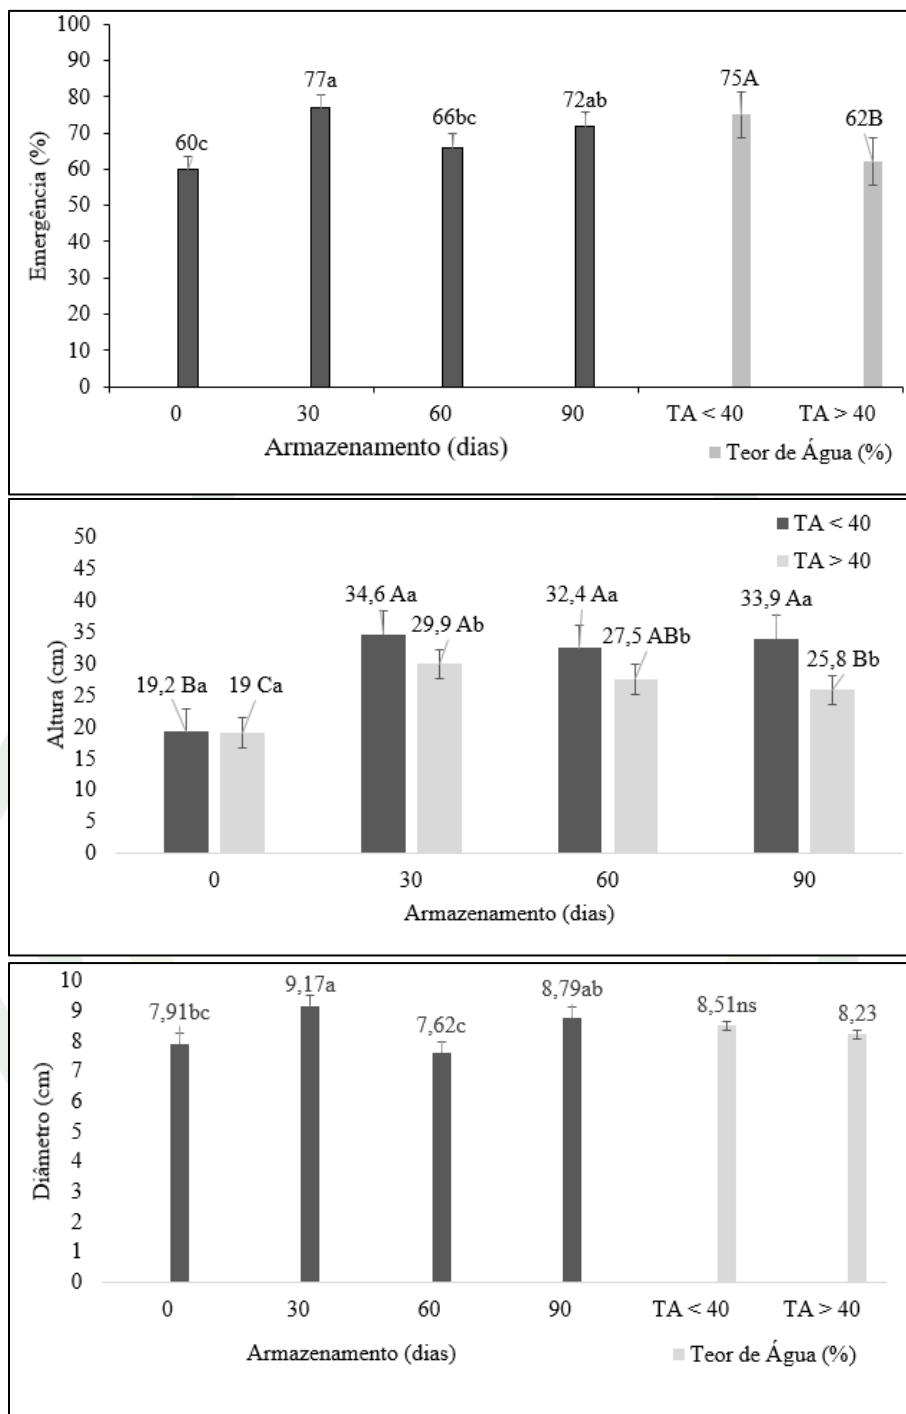 100
90
80
70
60
50
40
30
20
10
0
Emergência (%)
60c
77a
66bc
72ab
75A
62B
0 30 60 90 TA < 40 TA > 40
Armazenamento (dias)
Teor de Água (%)
50
45
40
35
30
25
20
15
10
5
0
Altura (cm)
TA < 40
TA > 40
19,2 Ba
19 Ca
34,6 Aa
29,9 Ab
32,4 Aa
27,5 ABb
33,9 Aa
25,8 Bb
0 30 60 90
Armazenamento (dias)
10
9
8
7
6
5
4
3
2
1
0
Diâmetro (cm)
7,91bc
9,17a
7,62c
8,79ab
8,51ns
8,23
0 30 60 90 TA < 40 TA > 40
Armazenamento (dias)
Teor de Água (%)